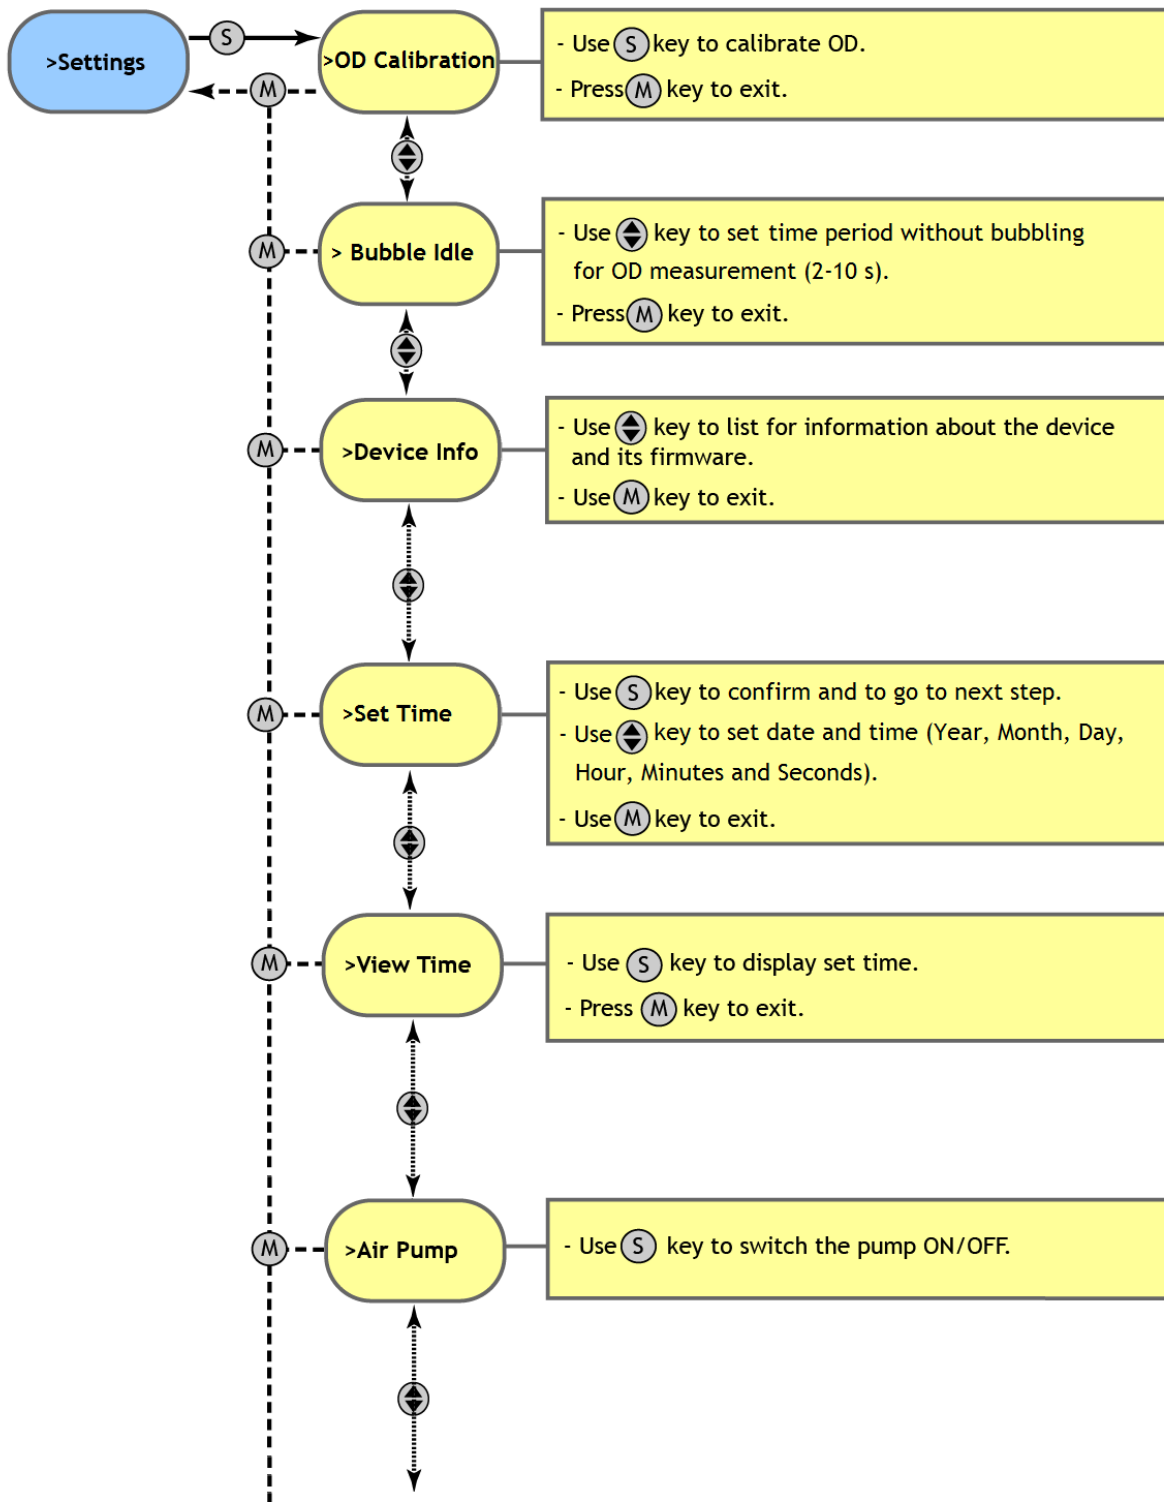 >Settings
S
>OD Calibration
- Use S key to calibrate OD.
M
- Press M key to exit.
M
> Bubble Idle
- Use key to set time period without bubbling
for OD measurement (2-10 s).
- Press M key to exit.
M
>Device Info
- Use key to list for information about the device
and its firmware.
- Use M key to exit.
M
>Set Time
- Use S key to confirm and to go to next step.
- Use key to set date and time (Year, Month, Day,
Hour, Minutes and Seconds).
- Use M key to exit.
M
>View Time
- Use S key to display set time.
- Press M key to exit.
M
>Air Pump
- Use S key to switch the pump ON/OFF.